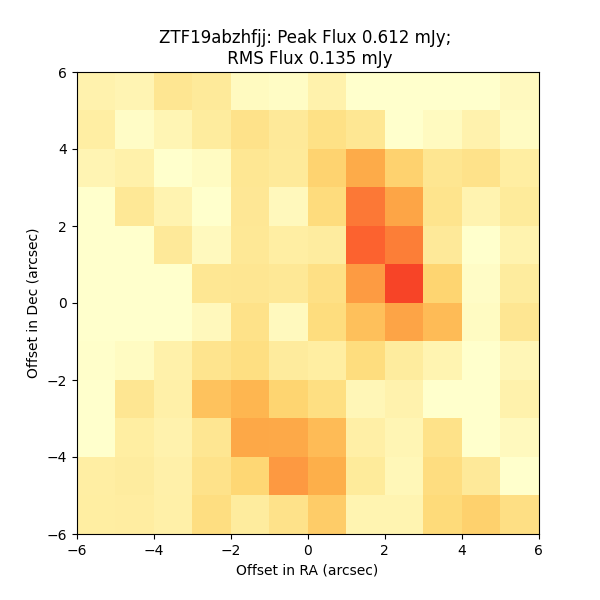 ZTF19abzhfjj: Peak Flux 0.612 mJy;
RMS Flux 0.135 mJy
6
4
2
0
−2
−4
−6
Offset in Dec (arcsec)
−6 −4 −2 0 2 4 6
Offset in RA (arcsec)